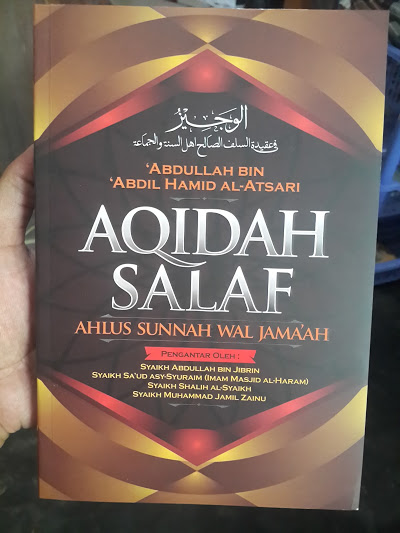 الوجيز
في عقيدة السلف الصالح أهل السنة والجماعة
'ABDULLAH BIN
'ABDIL HAMID AL-ATSARI
AQIDAH
SALAF
AHLUS SUNNAH WAL JAMA'AH
PENGANTAR OLEH :
SYAIKH ABDULLAH BIN JIBRIN
SYAIKH SA'UD ASY-SYURAIM (IMAM MASJID AL-HARAM)
SYAIKH SHALIH AL-SYAIKH
SYAIKH MUHAMMAD JAMIL ZAINU